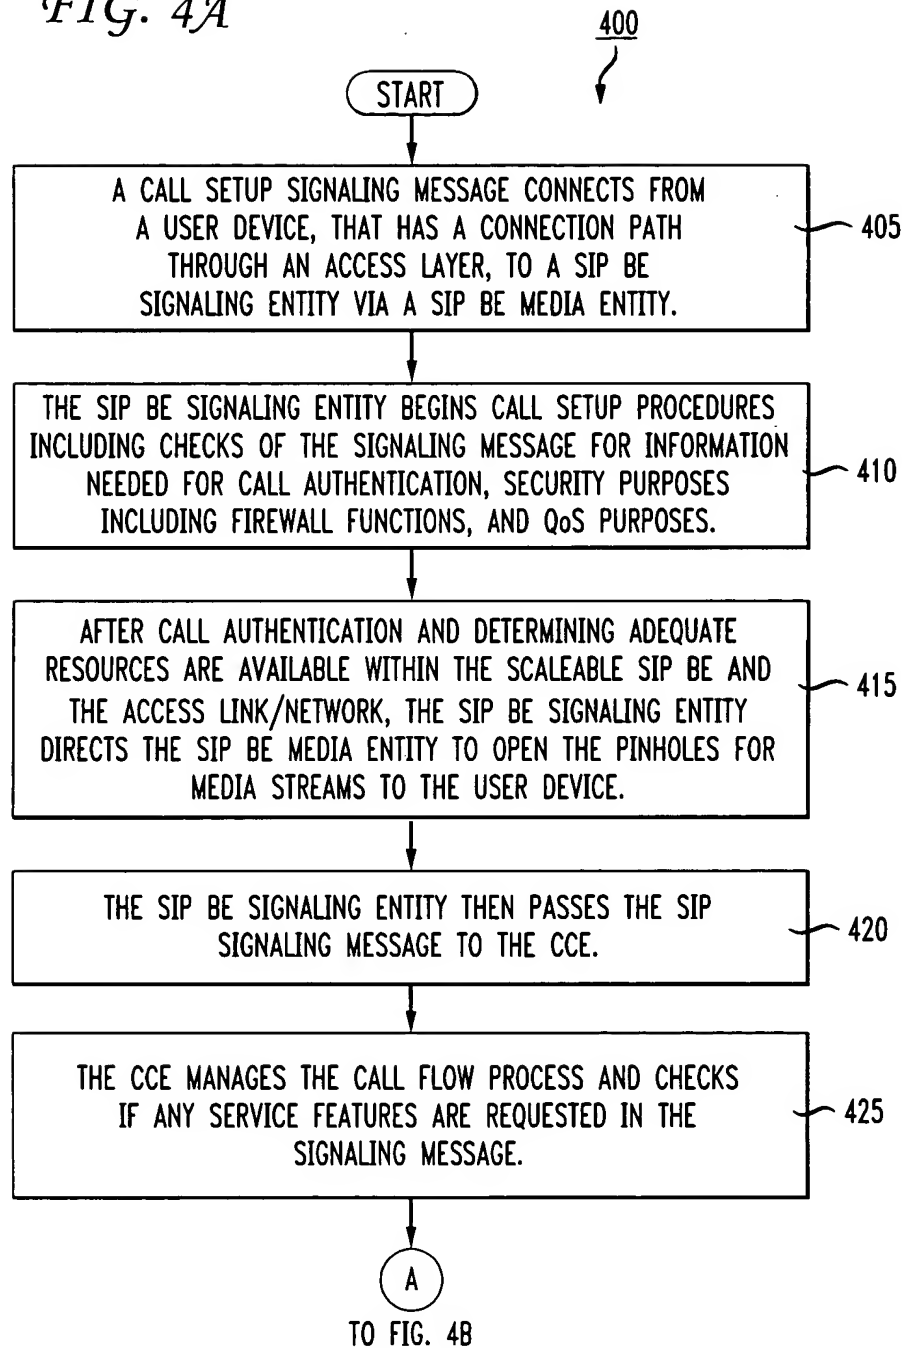 FIG. 4A
400
START
A CALL SETUP SIGNALING MESSAGE CONNECTS FROM
A USER DEVICE, THAT HAS A CONNECTION PATH
THROUGH AN ACCESS LAYER, TO A SIP BE
SIGNALING ENTITY VIA A SIP BE MEDIA ENTITY.
405
THE SIP BE SIGNALING ENTITY BEGINS CALL SETUP PROCEDURES
INCLUDING CHECKS OF THE SIGNALING MESSAGE FOR INFORMATION
NEEDED FOR CALL AUTHENTICATION, SECURITY PURPOSES
INCLUDING FIREWALL FUNCTIONS, AND QoS PURPOSES.
410
AFTER CALL AUTHENTICATION AND DETERMINING ADEQUATE
RESOURCES ARE AVAILABLE WITHIN THE SCALEABLE SIP BE AND
THE ACCESS LINK/NETWORK, THE SIP BE SIGNALING ENTITY
DIRECTS THE SIP BE MEDIA ENTITY TO OPEN THE PINHOLES FOR
MEDIA STREAMS TO THE USER DEVICE.
415
THE SIP BE SIGNALING ENTITY THEN PASSES THE SIP
SIGNALING MESSAGE TO THE CCE.
420
THE CCE MANAGES THE CALL FLOW PROCESS AND CHECKS
IF ANY SERVICE FEATURES ARE REQUESTED IN THE
SIGNALING MESSAGE.
425
A
TO FIG. 4B